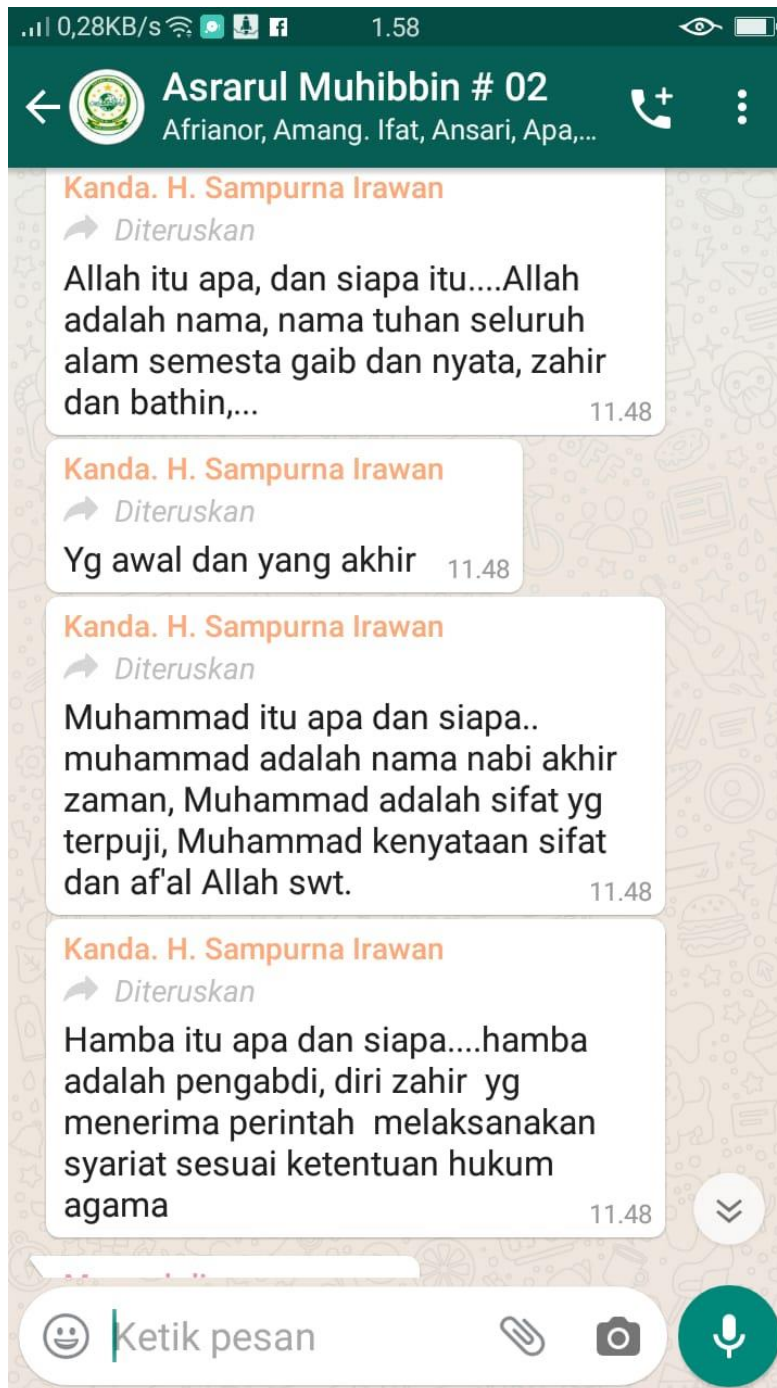 0,28KB/s 1.58
Asrarul Muhibbin # 02
Afrianor, Amang. Ifat, Ansari, Apa,...
Kanda. H. Sampurna Irawan
Diteruskan
Allah itu apa, dan siapa itu....Allah
adalah nama, nama tuhan seluruh
alam semesta gaib dan nyata, zahir
dan bathin,...
11.48
Kanda. H. Sampurna Irawan
Diteruskan
Yg awal dan yang akhir 11.48
Kanda. H. Sampurna Irawan
Diteruskan
Muhammad itu apa dan siapa..
muhammad adalah nama nabi akhir
zaman, Muhammad adalah sifat yg
terpuji, Muhammad kenyataan sifat
dan af'al Allah swt.
11.48
Kanda. H. Sampurna Irawan
Diteruskan
Hamba itu apa dan siapa....hamba
adalah pengabdi, diri zahir yg
menerima perintah melaksanakan
syariat sesuai ketentuan hukum
agama
11.48
Ketik pesan